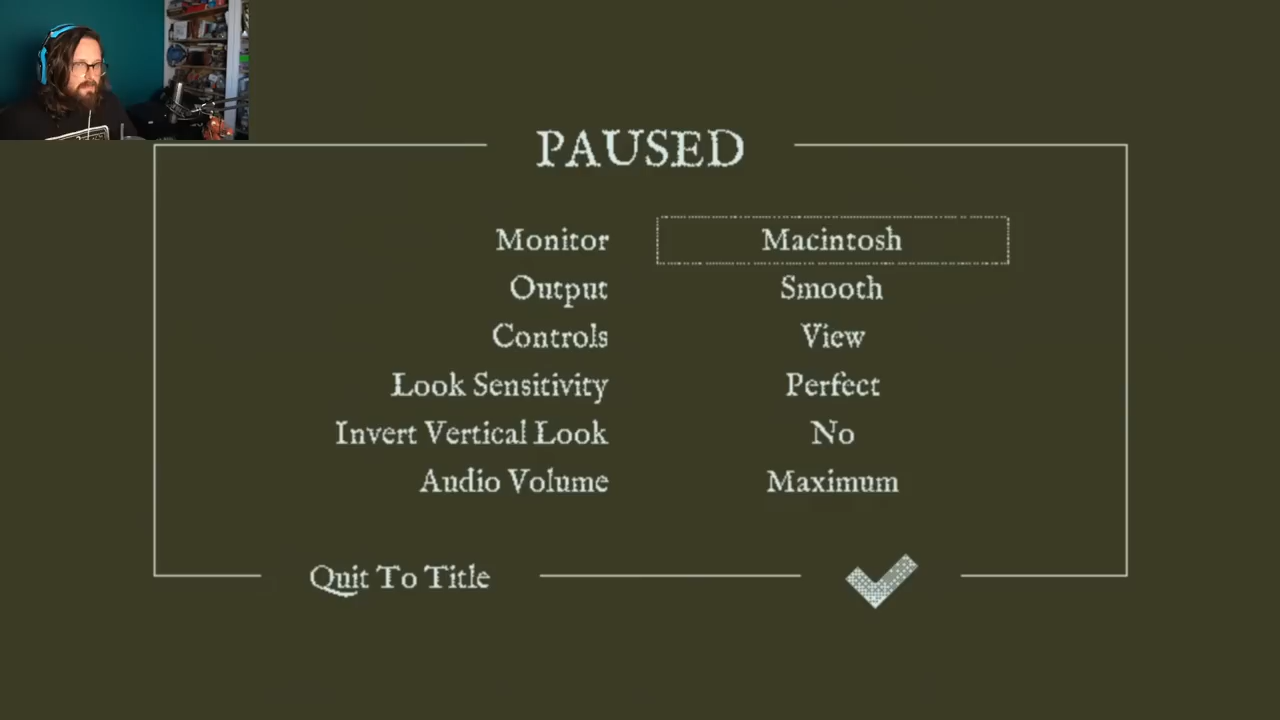 PAUSED
Monitor Macintosh
Output Smooth
Controls View
Look Sensitivity Perfect
Invert Vertical Look No
Audio Volume Maximum
Quit To Title